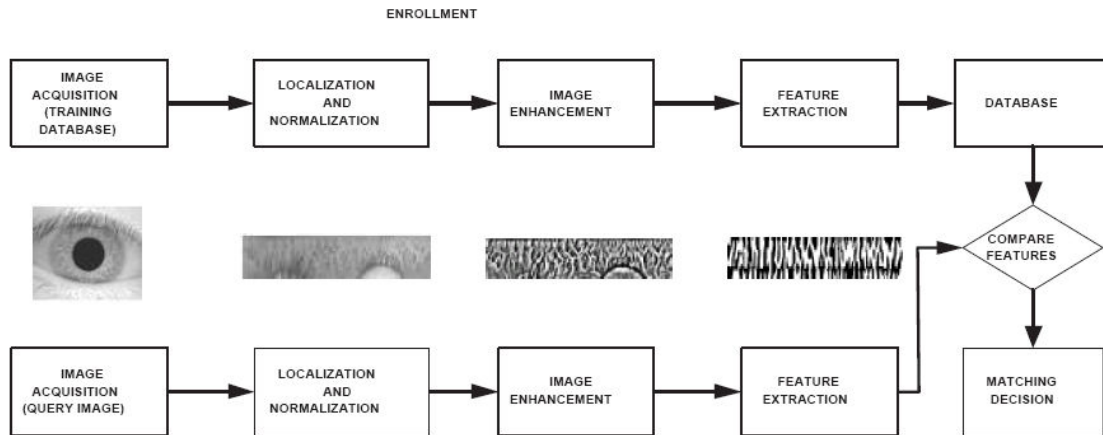 ENROLLMENT
IMAGE
ACQUISITION
(TRAINING
DATABASE)
LOCALIZATION
AND
NORMALIZATION
IMAGE
ENHANCEMENT
FEATURE
EXTRACTION
DATABASE
COMPARE
FEATURES
IMAGE
ACQUISITION
(QUERY IMAGE)
LOCALIZATION
AND
NORMALIZATION
IMAGE
ENHANCEMENT
FEATURE
EXTRACTION
MATCHING
DECISION